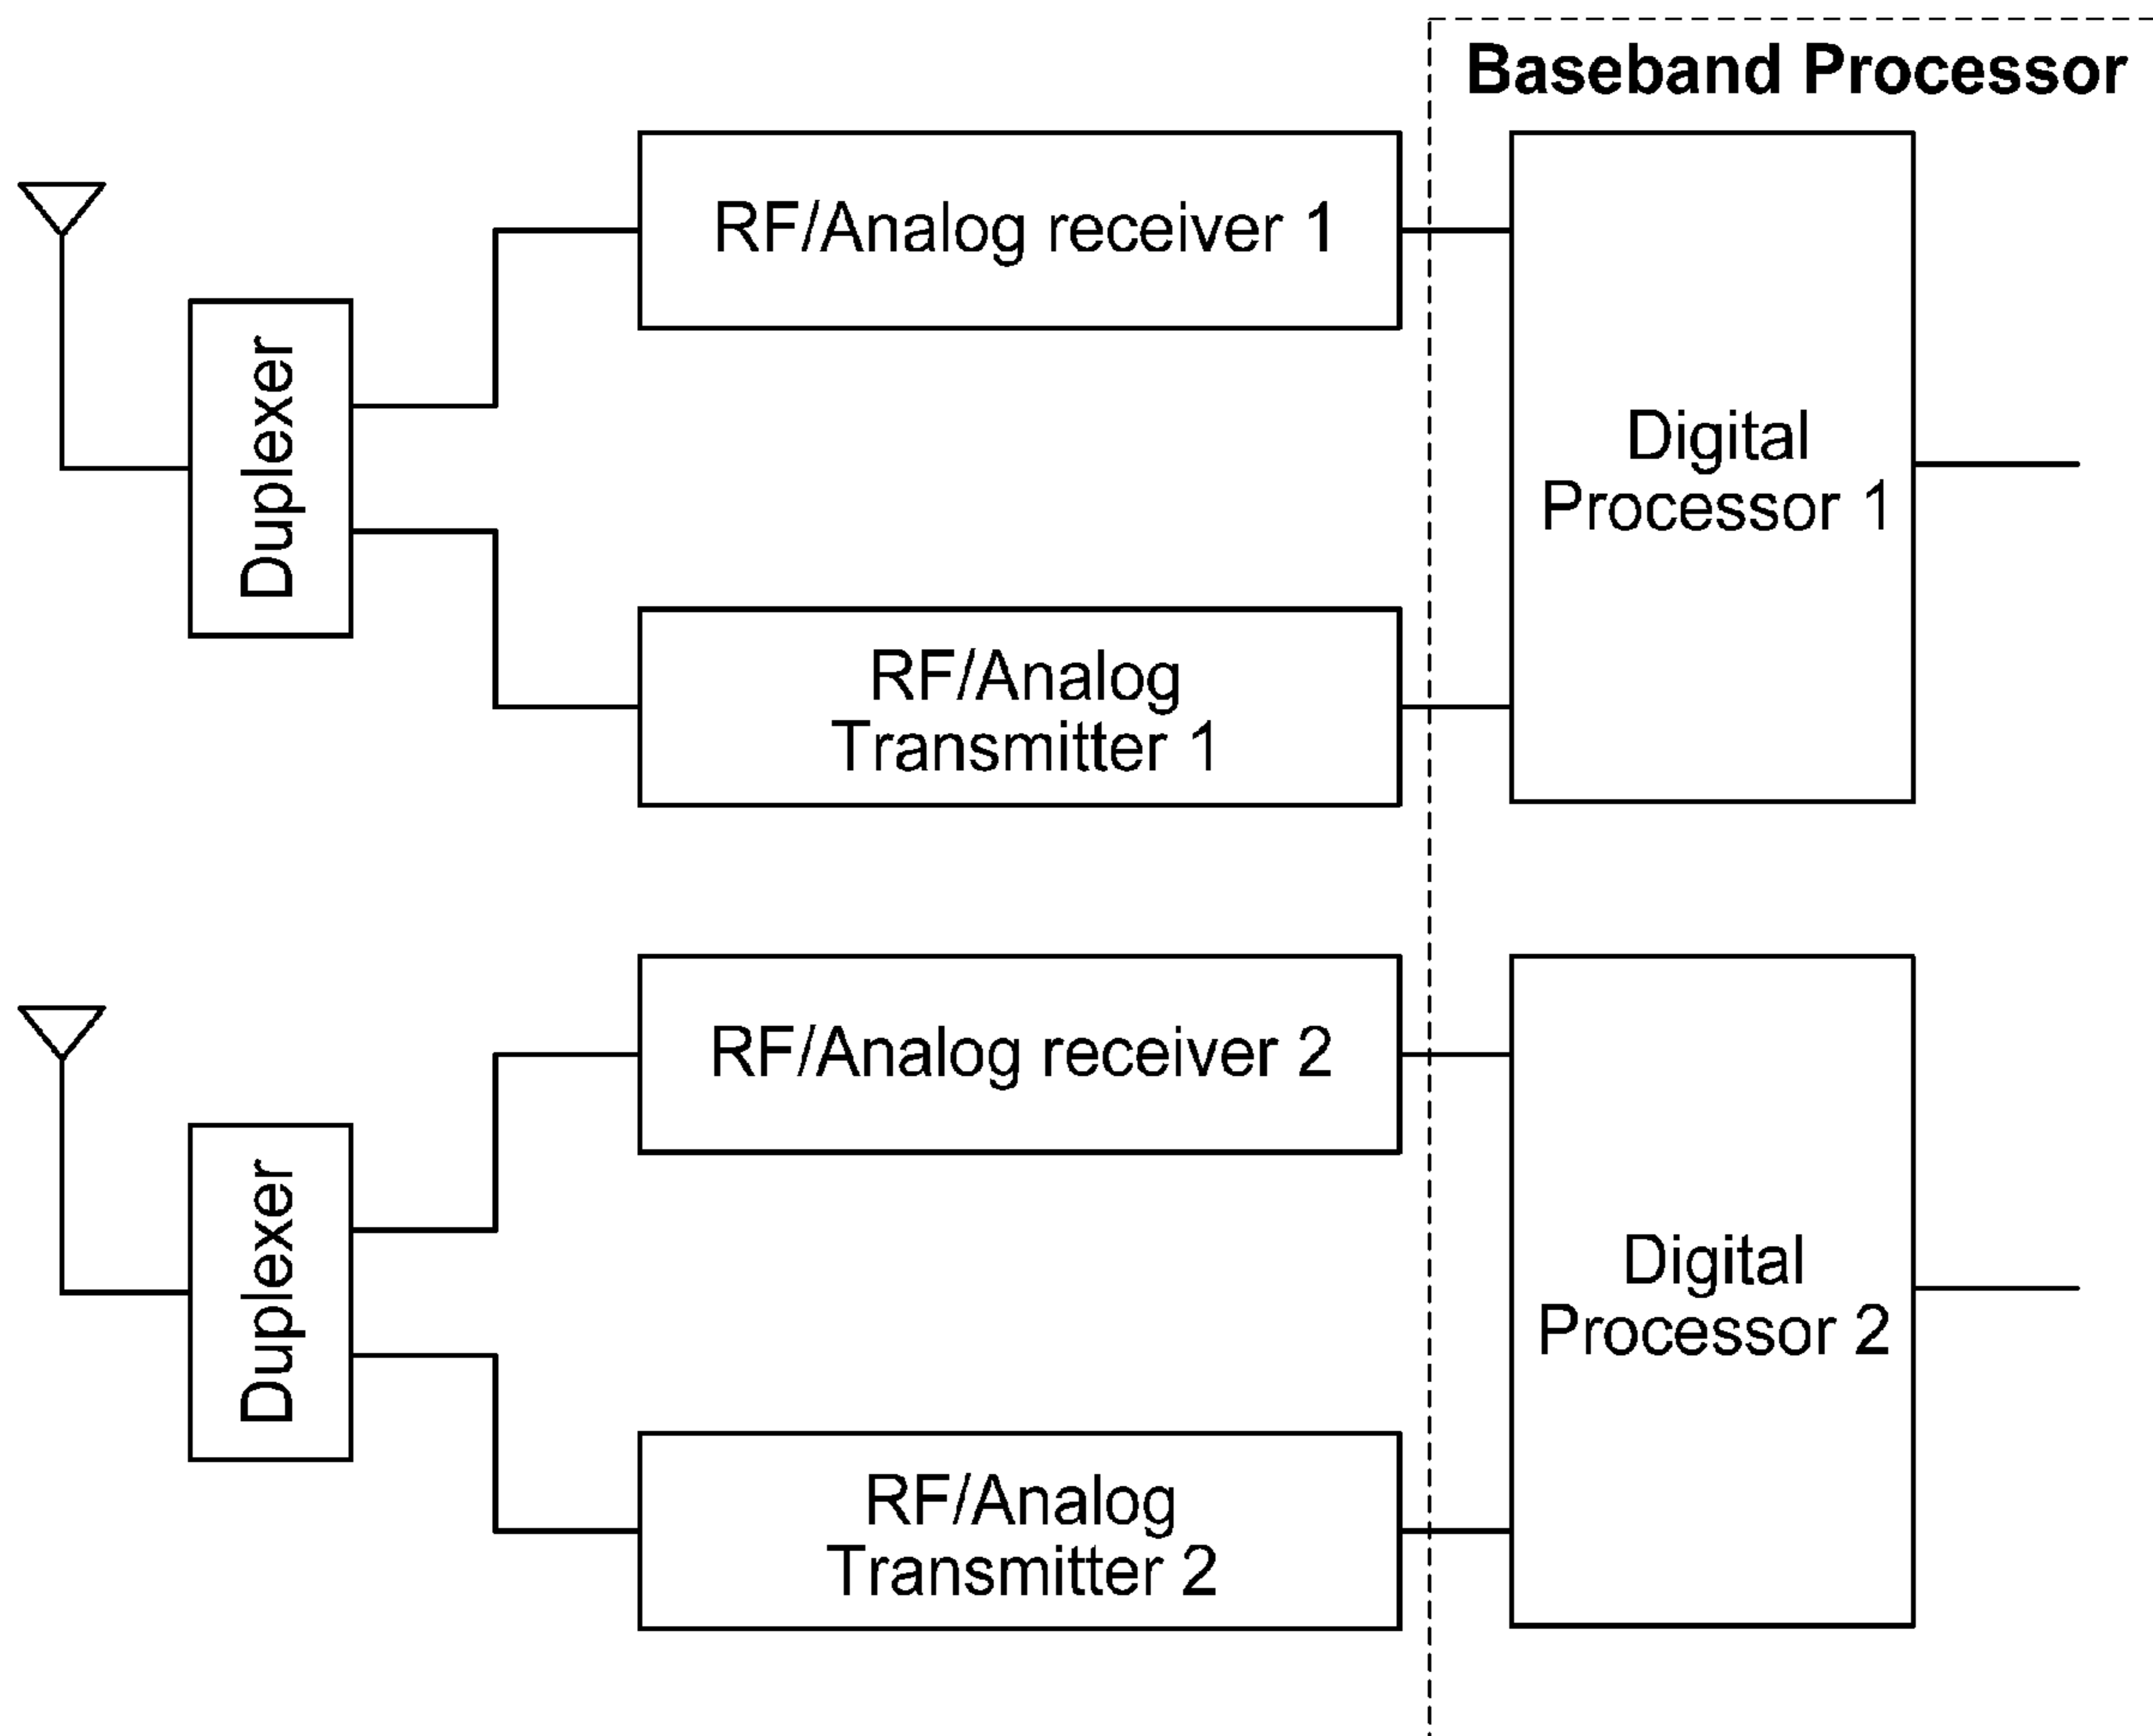 Baseband Processor
RF/Analog receiver 1
Duplexer
Digital
Processor 1
RF/Analog
Transmitter 1
RF/Analog receiver 2
Duplexer
Digital
Processor 2
RF/Analog
Transmitter 2